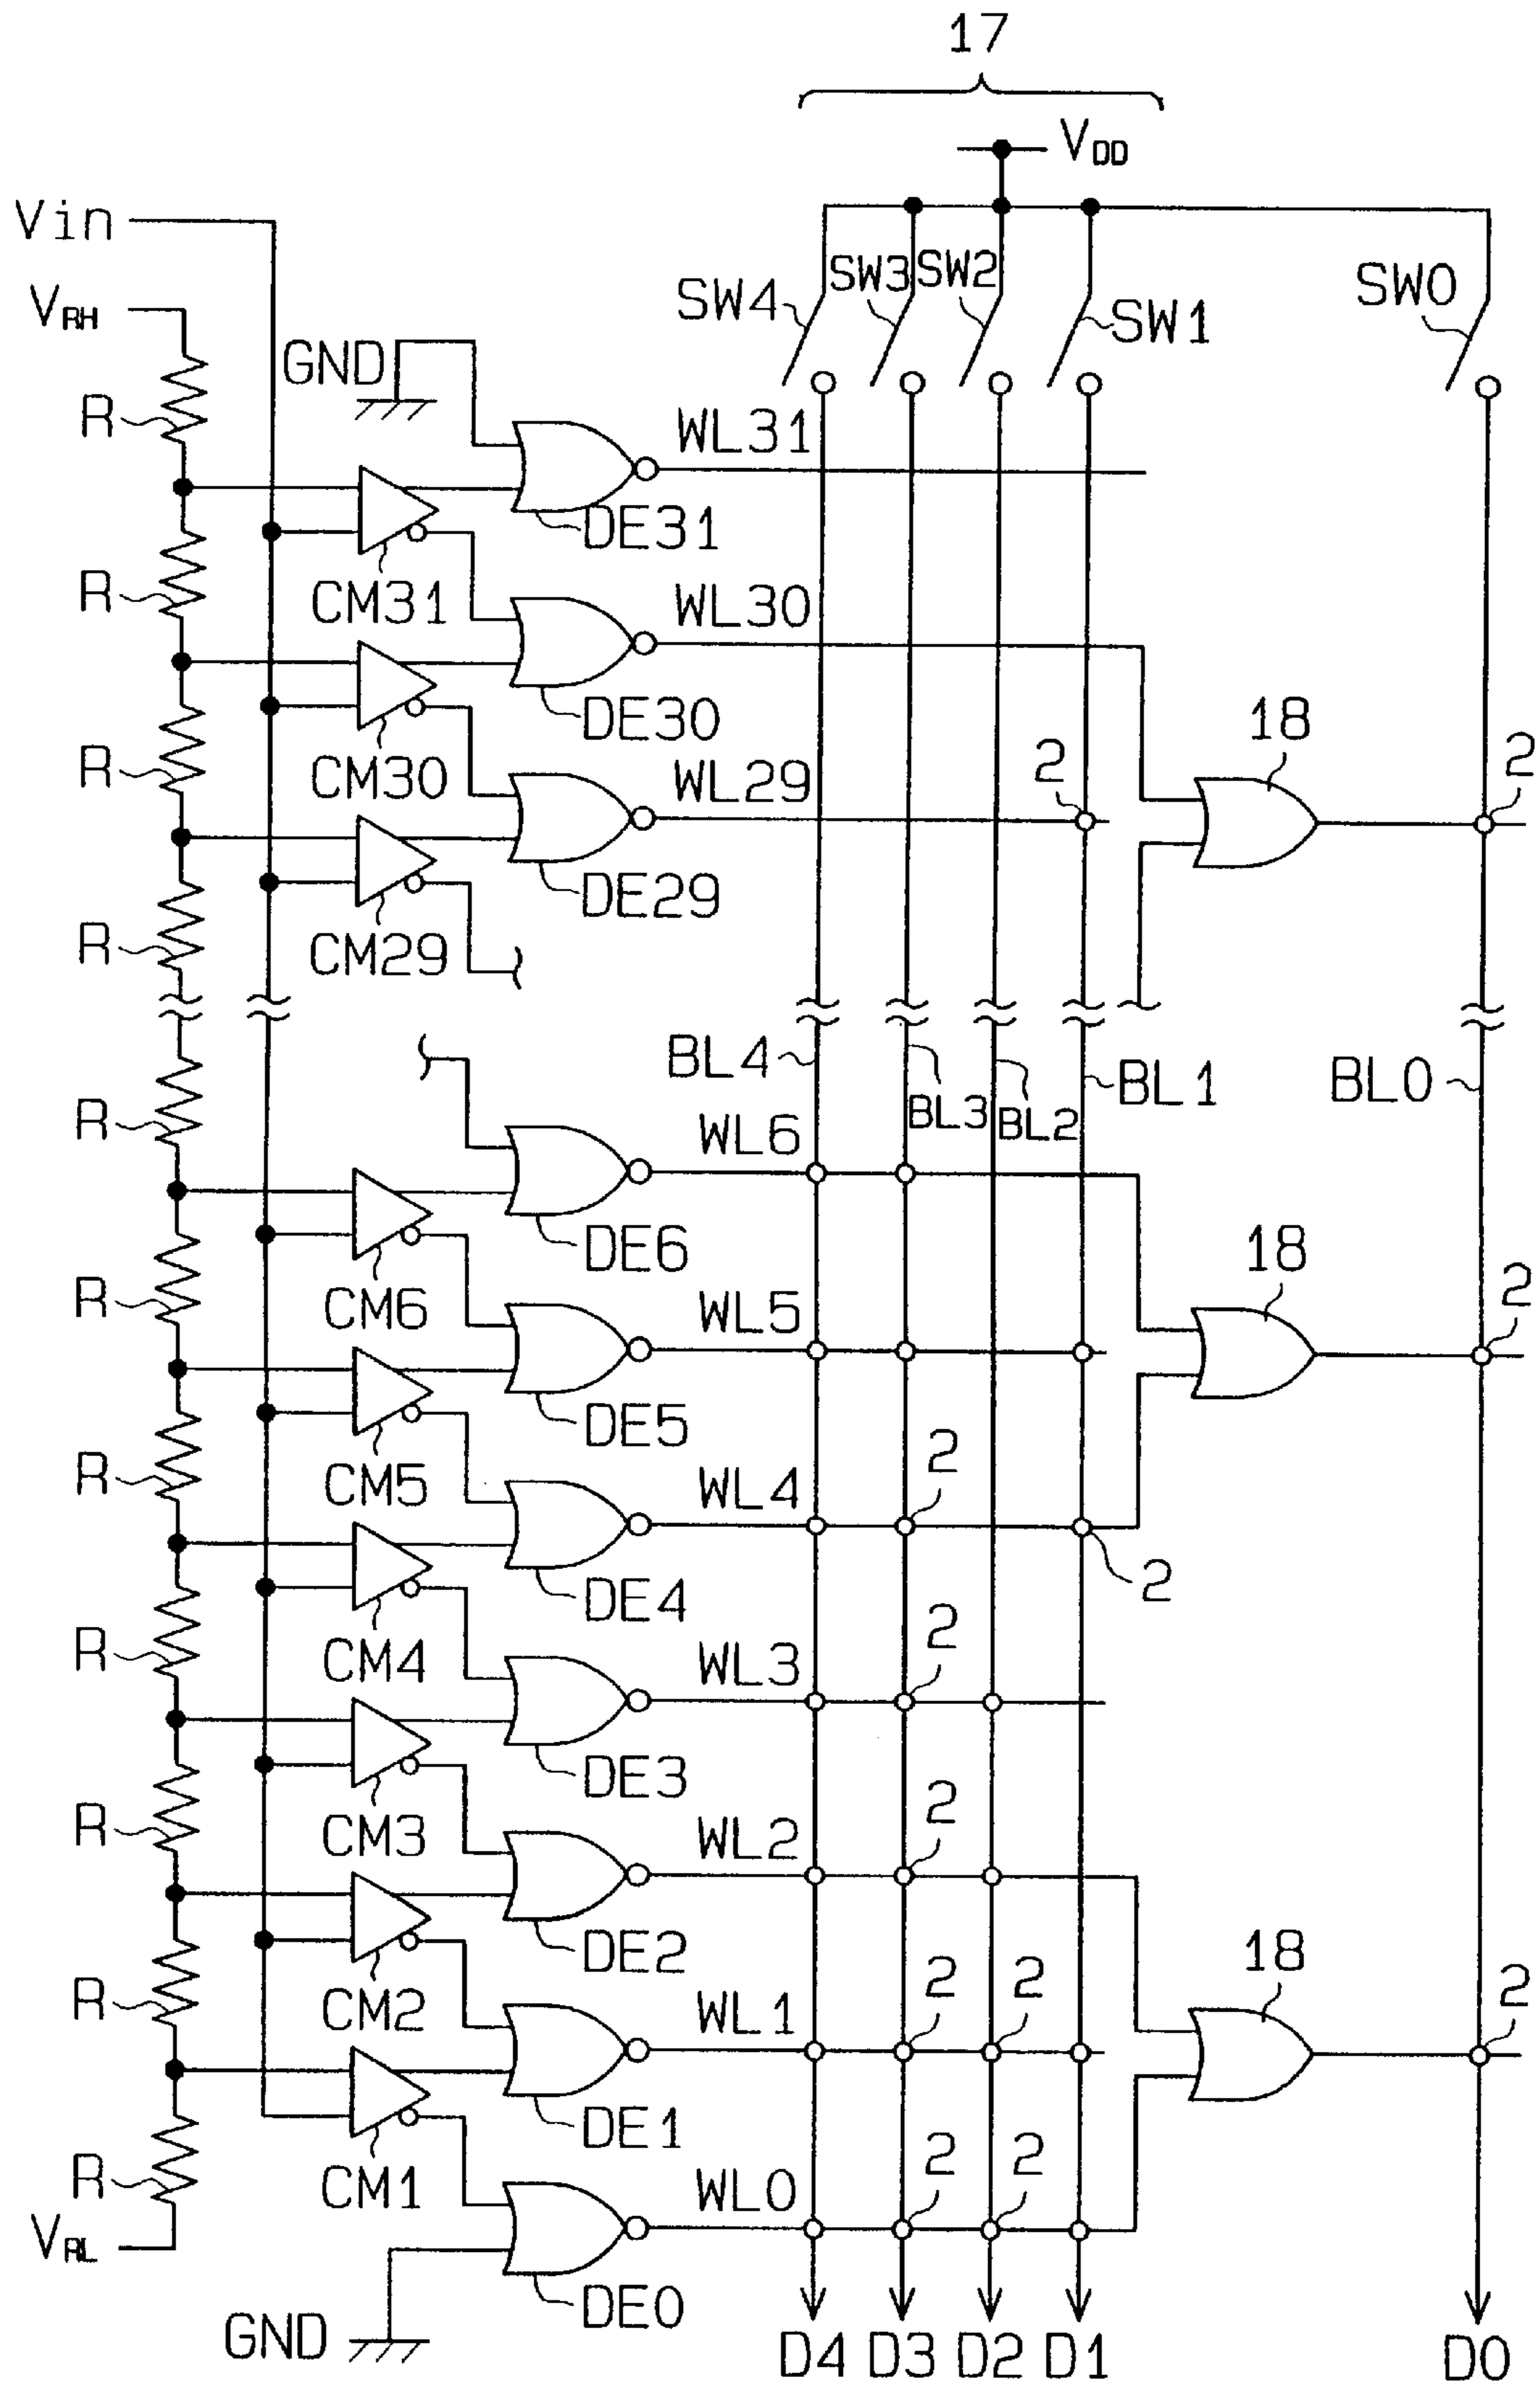 17
VDD
Vin
VRH
SW4
SW3
SW2
SW1
SW0
GND
R
WL31
DE31
CM31
R
WL30
DE30
CM30
R
WL29
2
18
2
DE29
CM29
R
BL4
BL3
BL2
BL1
BL0
R
WL6
DE6
CM6
R
WL5
18
2
DE5
CM5
R
WL4
2
DE4
2
CM4
R
WL3
2
DE3
CM3
R
WL2
2
DE2
CM2
R
WL1
2
2
18
2
DE1
CM1
R
WL0
2
2
VRL
DE0
GND
D4
D3
D2
D1
D0